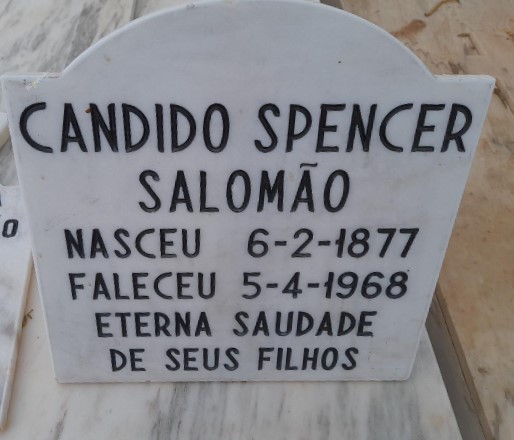 CANDIDO SPENCER
SALOMÃO
NASCEU 6-2-1877
FALECEU 5-4-1968
ETERNA SAUDADE
DE SEUS FILHOS